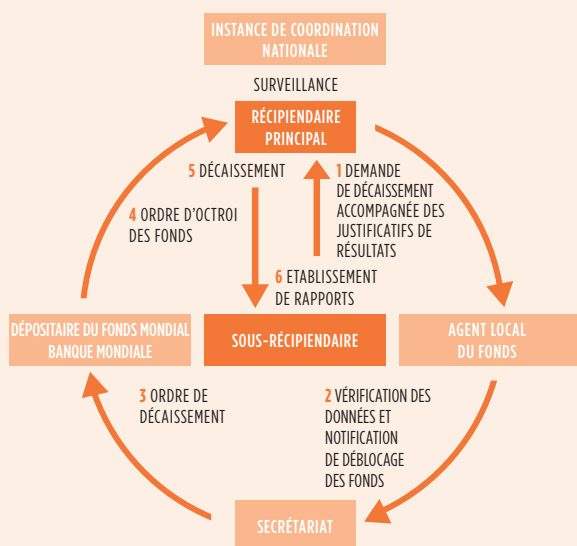 INSTANCE DE COORDINATION
NATIONALE
SURVEILLANCE
RÉCIPIENDAIRE
PRINCIPAL
5 DÉCAISSEMENT
1 DEMANDE
DE DÉCAISSEMENT
ACCOMPAGNÉE DES
JUSTIFICATIFS DE
RÉSULTATS
4 ORDRE D'OCTROI
DES FONDS
6 ETABLISSEMENT
DE RAPPORTS
DÉPOSITAIRE DU FONDS MONDIAL
BANQUE MONDIALE
SOUS-RÉCIPIENDAIRE
AGENT LOCAL
DU FONDS
3 ORDRE DE
DÉCAISSEMENT
2 VÉRIFICATION DES
DONNÉES ET
NOTIFICATION
DE DÉBLOCAGE
DES FONDS
SECRÉTARIAT